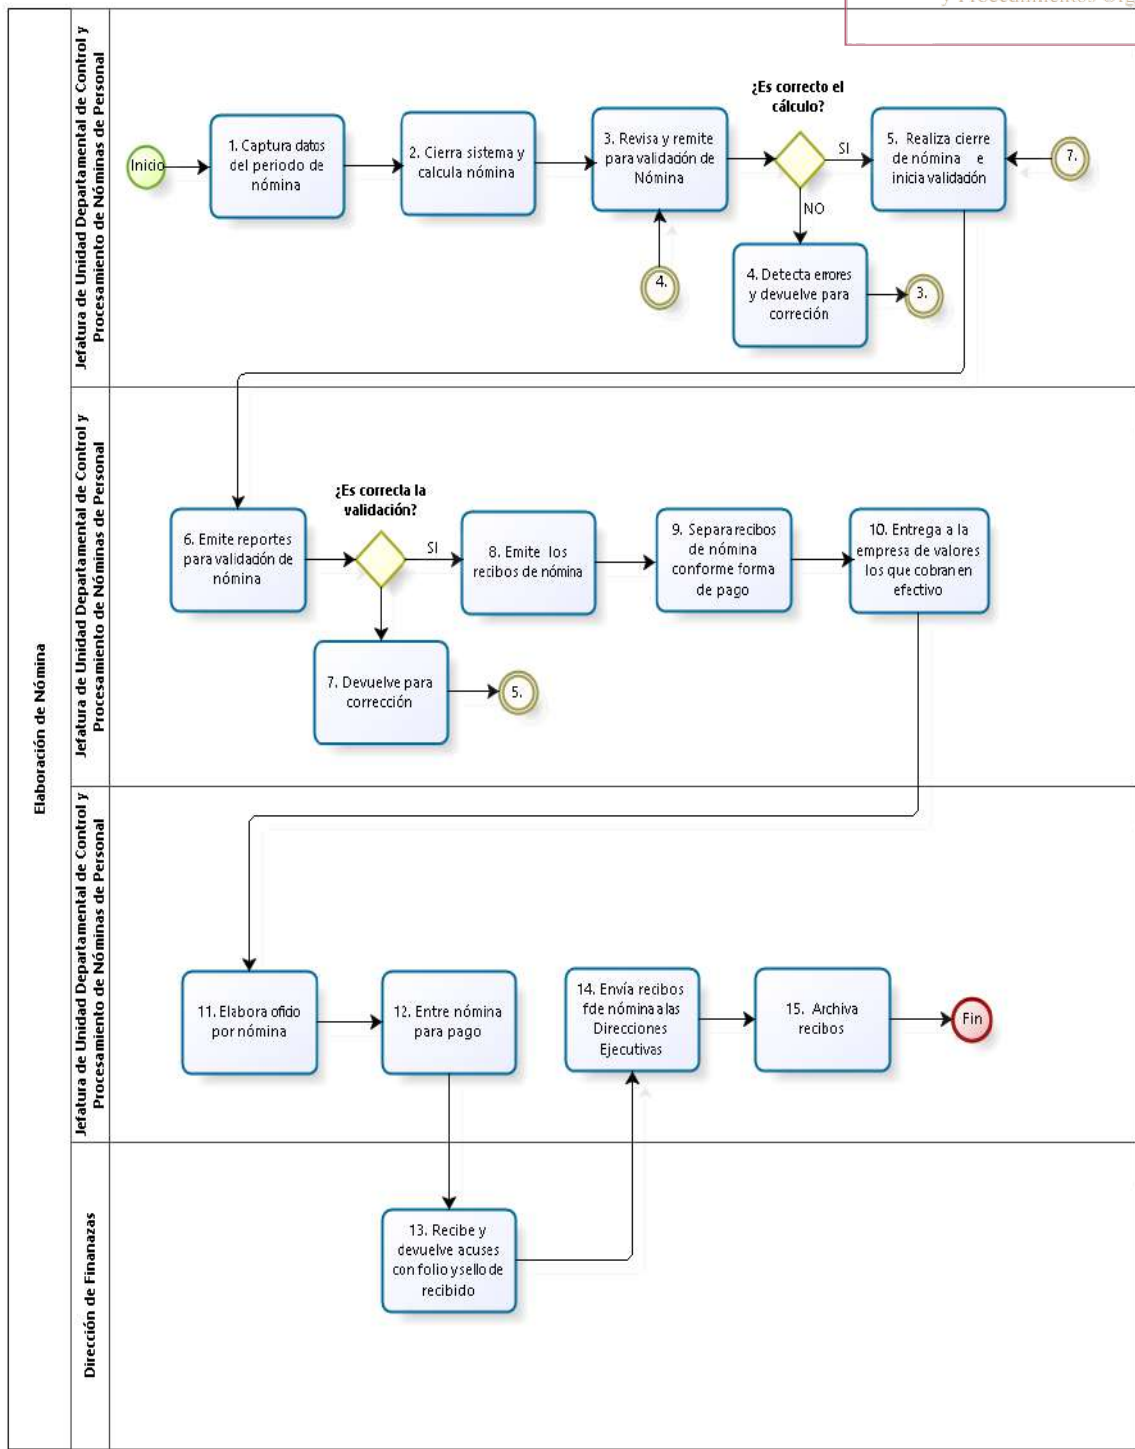 y Procedimientos Org
Elaboración de Nómina
Jefatura de Unidad Departamental de Control y
Procesamiento de Nóminas de Personal
Inicio
1. Captura datos
del periodo de
nómina
2. Cierra sistema y
calcula nómina
3. Revisa y remite
para validación de
Nómina
¿Es correcto el
cálculo?
SI
NO
5. Realiza cierre
de nómina e
inicia validación
7.
4.
4. Detecta errores
y devuelve para
correción
3.
Jefatura de Unidad Departamental de Control y
Procesamiento de Nóminas de Personal
6. Emite reportes
para validación de
nómina
¿Es correcta la
validación?
SI
8. Emite los
recibos de nómina
9. Separa recibos
de nómina
conforme forma
de pago
10. Entrega a la
empresa de valores
los que cobran en
efectivo
7. Devuelve para
corrección
5.
Jefatura de Unidad Departamental de Control y
Procesamiento de Nóminas de Personal
11. Elabora oficio
por nómina
12. Entre nómina
para pago
14. Envía recibos
fde nómina a las
Direcciones
Ejecutivas
15. Archiva
recibos
Fin
Dirección de Finanazas
13. Recibe y
devuelve acuses
con folio y sello de
recibido